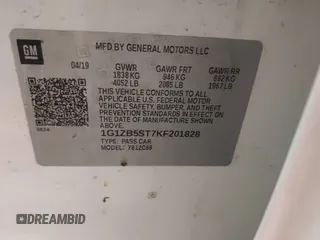 GM
MFD BY GENERAL MOTORS LLC
04/19
GVWR GAWR FRT GAWR RR
1838 KG 946 KG 892 KG
4052 LB 2085 LB 1967 LB
THIS VEHICLE CONFORMS TO ALL
APPLICABLE U.S. FEDERAL MOTOR
VEHICLE SAFETY, BUMPER, AND THEFT
PREVENTION STANDARDS IN EFFECT
ON THE DATE OF MANUFACTURE
SHOWN ABOVE.
1G1ZB5ST7KF201828
TYPE: PASS CAR
MODEL:
DREAMBID